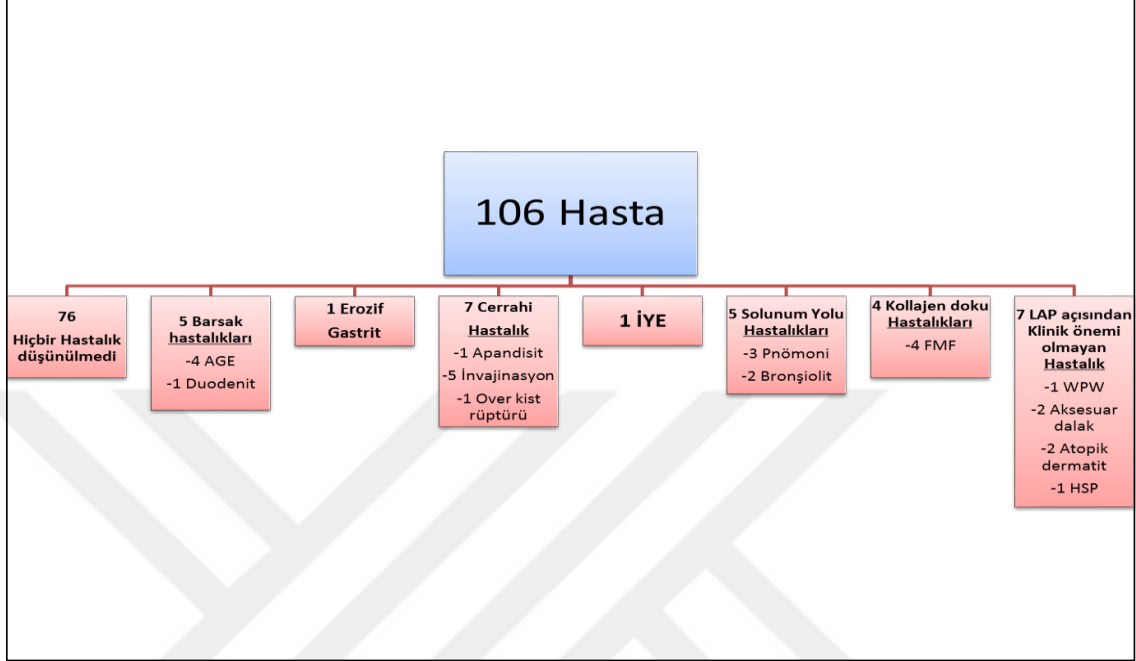 106 Hasta
76
Hiçbir Hastalık
düşünülmedi
5 Barsak
hastalıkları
-4 AGE
-1 Duodenit
1 Erozif
Gastrit
7 Cerrahi
Hastalık
-1 Apandisit
-5 İnvajinasyon
-1 Over kist
rüptürü
1 İYE
5 Solunum Yolu
Hastalıkları
-3 Pnömoni
-2 Bronşiolit
4 Kollajen doku
Hastalıkları
-4 FMF
7 LAP açısından
Klinik önemi
olmayan
Hastalık
-1 WPW
-2 Aksesuar
dalak
-2 Atopik
dermatit
-1 HSP